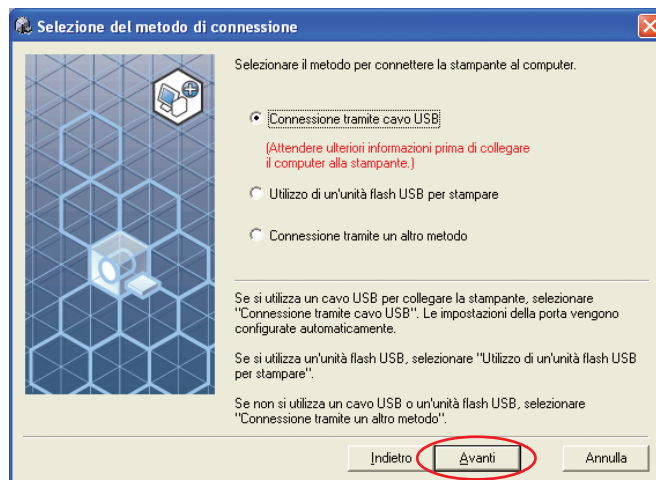 Selezione del metodo di connessione
Selezionare il metodo per connettere la stampante al computer.
Connessione tramite cavo USB
(Attendere ulteriori informazioni prima di collegare
il computer alla stampante.)
Utilizzo di un'unità flash USB per stampare
Connessione tramite un altro metodo
Se si utilizza un cavo USB per collegare la stampante, selezionare
"Connessione tramite cavo USB". Le impostazioni della porta vengono
configurate automaticamente.
Se si utilizza un'unità flash USB, selezionare "Utilizzo di un'unità flash USB
per stampare".
Se non si utilizza un cavo USB o un'unità flash USB, selezionare
"Connessione tramite un altro metodo".
Indietro
Avanti
Annulla